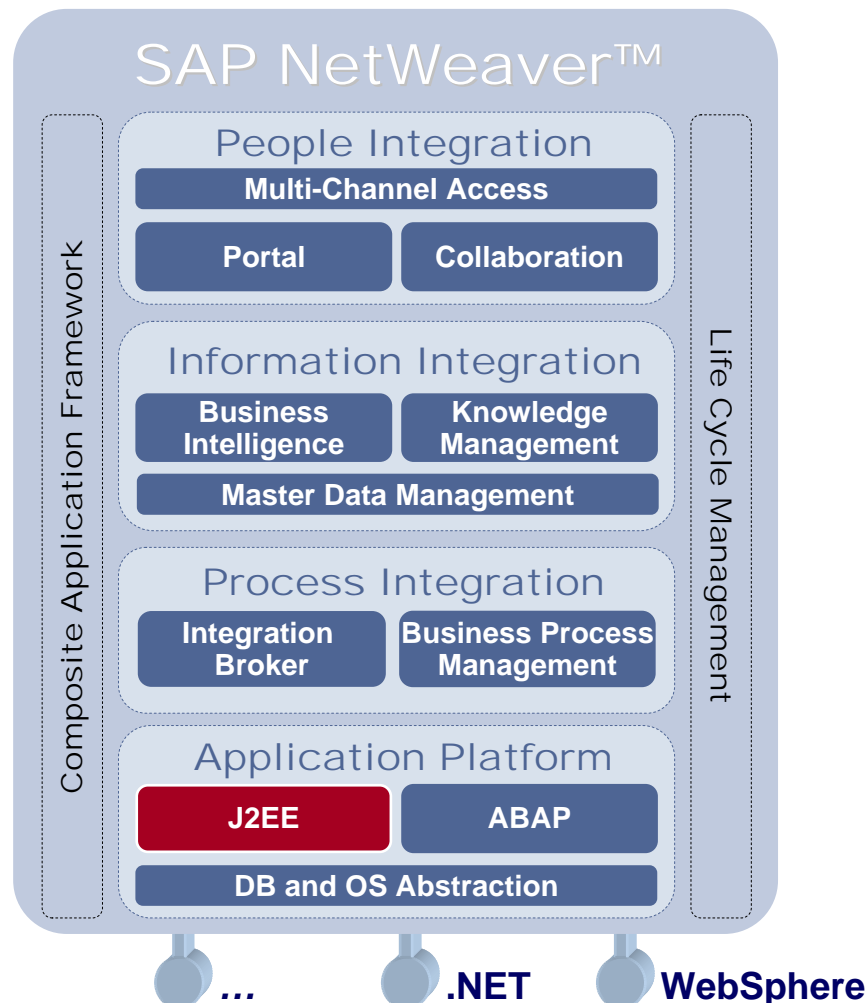 SAP NetWeaver™
People Integration
Multi-Channel Access
Portal
Collaboration
Composite Application Framework
Life Cycle Management
Information Integration
Business
Intelligence
Knowledge
Management
Master Data Management
Process Integration
Integration
Broker
Business Process
Management
Application Platform
J2EE
ABAP
DB and OS Abstraction
...
.NET
WebSphere